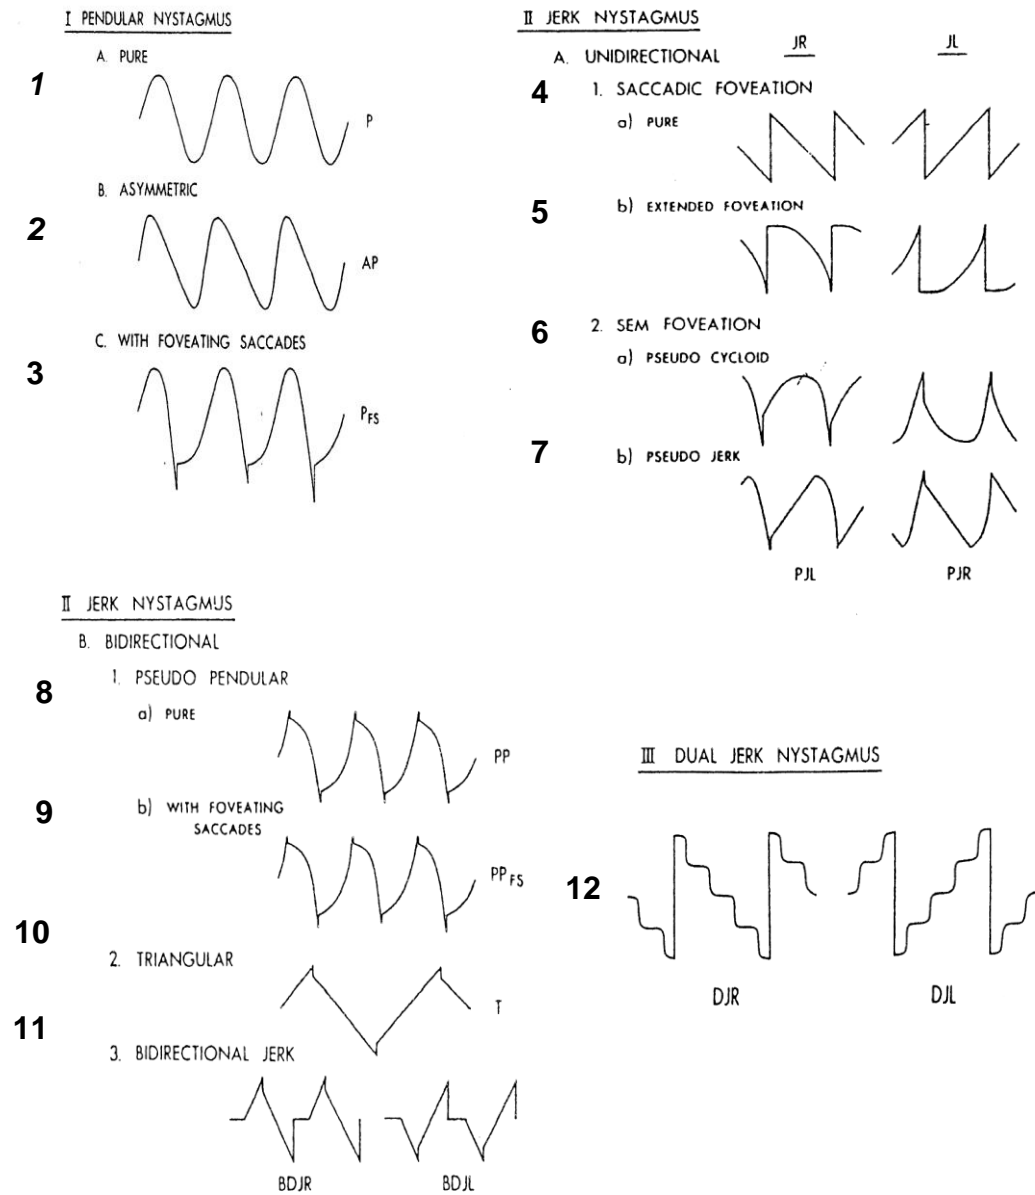 I PENDULAR NYSTAGMUS
A. PURE
1
P
B. ASYMMETRIC
2
AP
C. WITH FOVEATING SACCADES
3
PFS
II JERK NYSTAGMUS
A. UNIDIRECTIONAL
JR
JL
4
1. SACCADIC FOVEATION
a) PURE
5
b) EXTENDED FOVEATION
6
2. SEM FOVEATION
a) PSEUDO CYCLOID
7
b) PSEUDO JERK
PJL
PJR
II JERK NYSTAGMUS
B. BIDIRECTIONAL
8
1. PSEUDO PENDULAR
a) PURE
PP
9
b) WITH FOVEATING
SACCADES
PPFS
10
2. TRIANGULAR
T
11
3. BIDIRECTIONAL JERK
BDJR
BDJL
III DUAL JERK NYSTAGMUS
12
DJR
DJL